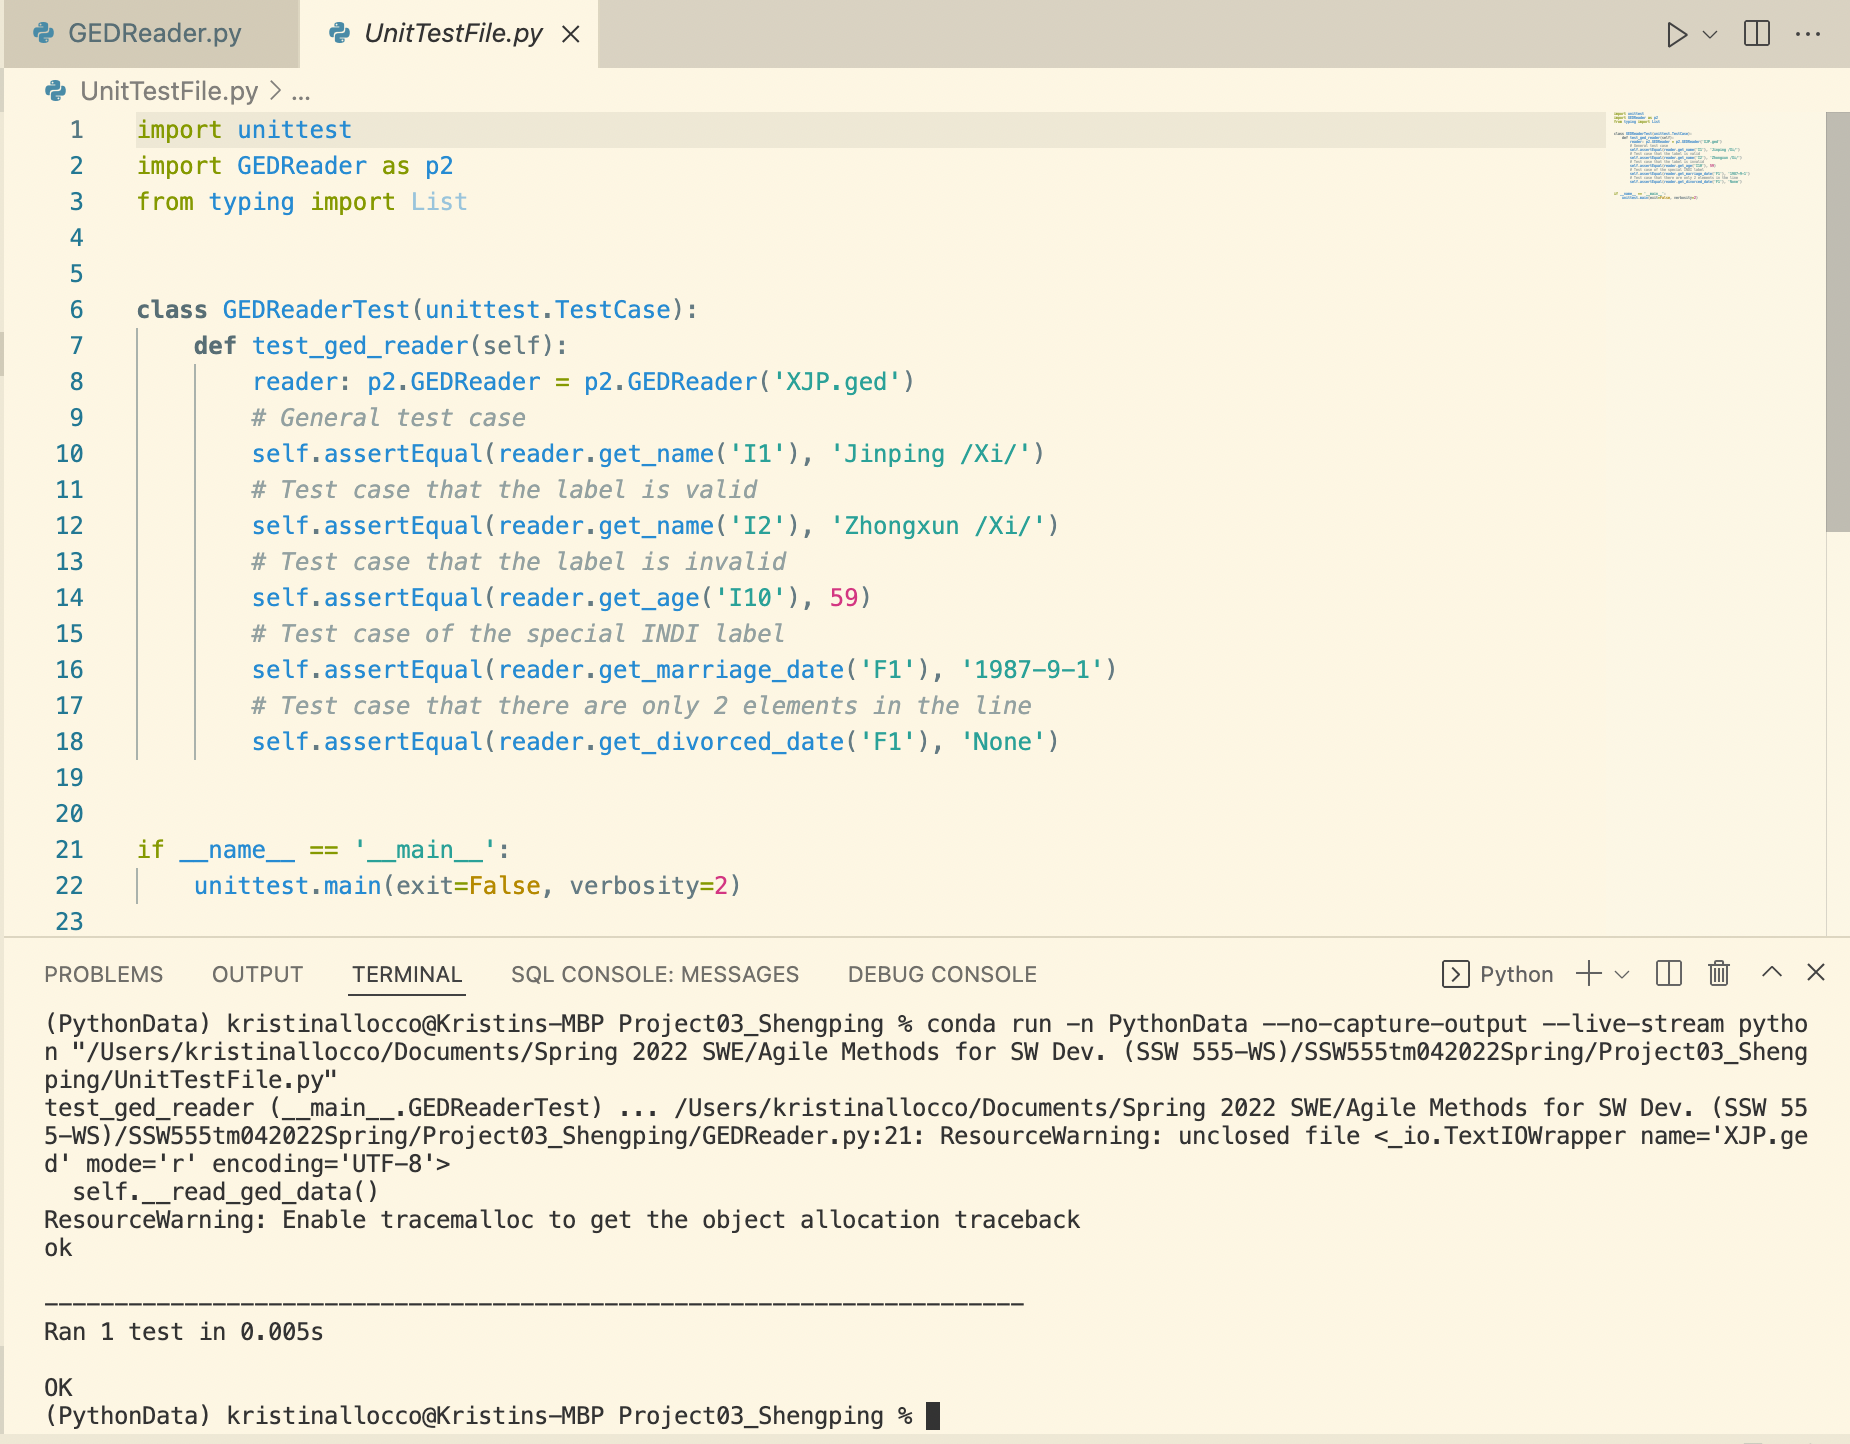 GEDReader.py
UnitTestFile.py
UnitTestFile.py > ...
1 import unittest
2 import GEDReader as p2
3 from typing import List
4
5
6 class GEDReaderTest(unittest.TestCase):
7     def test_ged_reader(self):
8         reader: p2.GEDReader = p2.GEDReader('XJP.ged')
9         # General test case
10         self.assertEqual(reader.get_name('I1'), 'Jinping /Xi/')
11         # Test case that the label is valid
12         self.assertEqual(reader.get_name('I2'), 'Zhongxun /Xi/')
13         # Test case that the label is invalid
14         self.assertEqual(reader.get_age('I10'), 59)
15         # Test case of the special INDI label
16         self.assertEqual(reader.get_marriage_date('F1'), '1987-9-1')
17         # Test case that there are only 2 elements in the line
18         self.assertEqual(reader.get_divorced_date('F1'), 'None')
19
20
21 if __name__ == '__main__':
22     unittest.main(exit=False, verbosity=2)
23
PROBLEMS OUTPUT TERMINAL SQL CONSOLE: MESSAGES DEBUG CONSOLE Python
(PythonData) kristinallocco@Kristins-MBP Project03_Shengping % conda run -n PythonData --no-capture-output --live-stream pytho
n "/Users/kristinallocco/Documents/Spring 2022 SWE/Agile Methods for SW Dev. (SSW 555-WS)/SSW555tm042022Spring/Project03_Sheng
ping/UnitTestFile.py"
test_ged_reader (__main__.GEDReaderTest) ... /Users/kristinallocco/Documents/Spring 2022 SWE/Agile Methods for SW Dev. (SSW 55
5-WS)/SSW555tm042022Spring/Project03_Shengping/GEDReader.py:21: ResourceWarning: unclosed file <_io.TextIOWrapper name='XJP.ge
d' mode='r' encoding='UTF-8'>
  self.__read_ged_data()
ResourceWarning: Enable tracemalloc to get the object allocation traceback
ok
----------------------------------------------------------------------
Ran 1 test in 0.005s
OK
(PythonData) kristinallocco@Kristins-MBP Project03_Shengping %